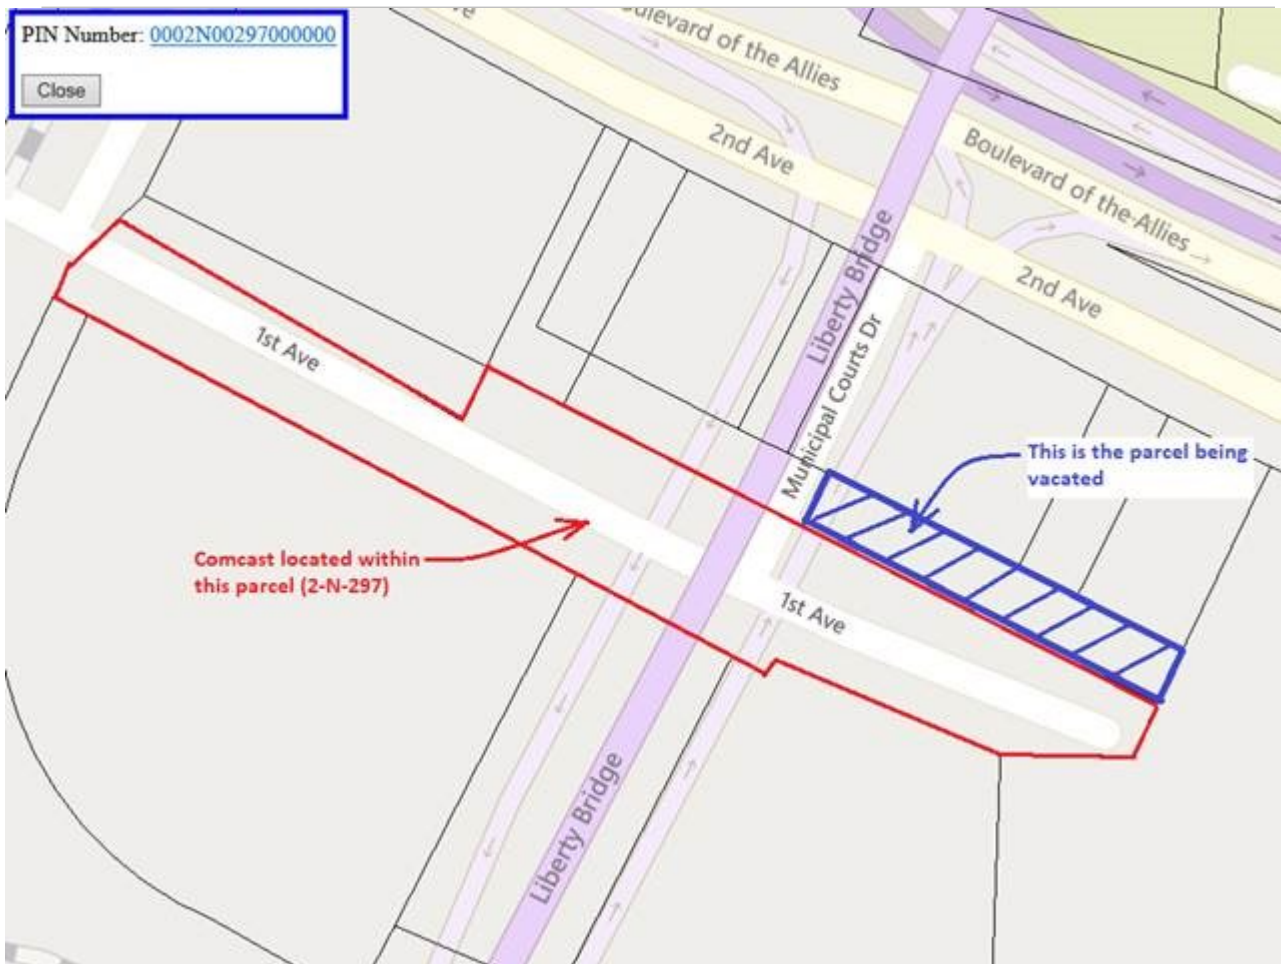 PIN Number: 0002N00297000000
Close
ve
ulevard of the Allies
2nd Ave
Boulevard of the Allies
Liberty Bridge
2nd Ave
Municipal Courts Dr
1st Ave
This is the parcel being
vacated
Comcast located within
this parcel (2-N-297)
1st Ave
Liberty Bridge